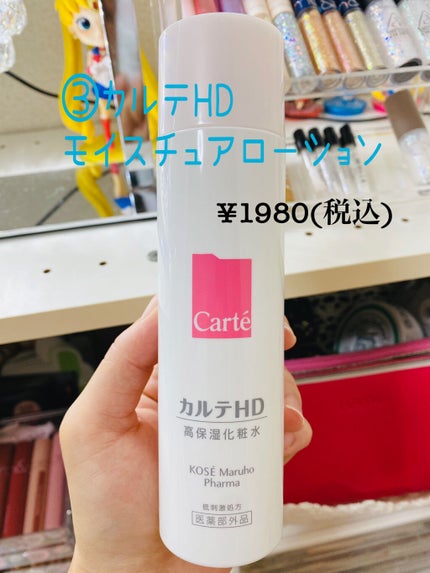 ③カルテHD
モイスチュアローション
¥1980(税込)
Carté
カルテHD
高保湿化粧水
KOSÉ Maruho
Pharma
低刺激処方
医薬部外品